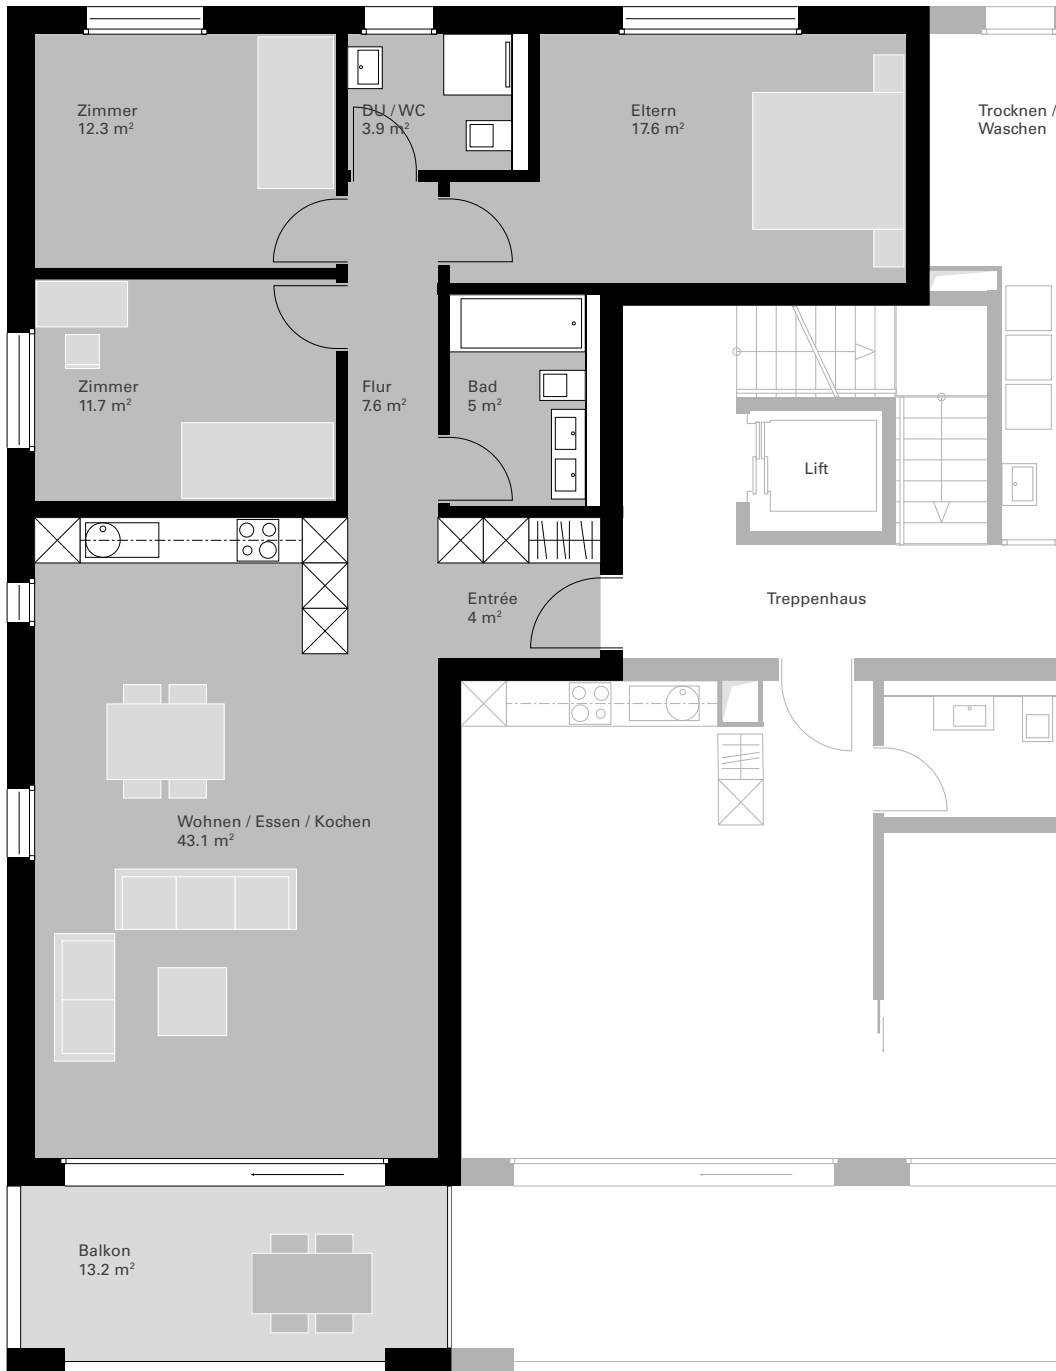 Zimmer
12.3 m²
DU / WC
3.9 m²
Eltern
17.6 m²
Trocknen /
Waschen
Zimmer
11.7 m²
Flur
7.6 m²
Bad
5 m²
Lift
Entrée
4 m²
Treppenhaus
Wohnen / Essen / Kochen
43.1 m²
Balkon
13.2 m²